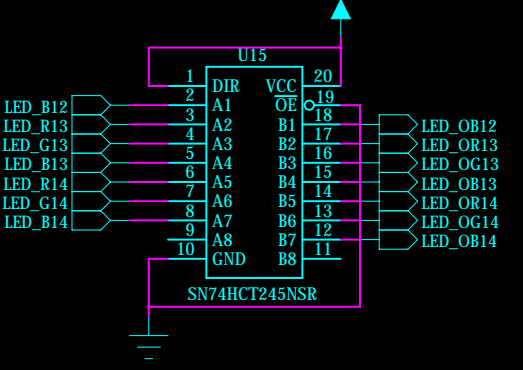 U15
1 DIR VCC 20
2 A1 OE 19
3 A2 B1 18
4 A3 B2 17
5 A4 B3 16
6 A5 B4 15
7 A6 B5 14
8 A7 B6 13
9 A8 B7 12
10 GND B8 11
SN74HCT245NSR
LED_B12
LED_R13
LED_G13
LED_B13
LED_R14
LED_G14
LED_B14
LED_OB12
LED_OR13
LED_OG13
LED_OB13
LED_OR14
LED_OG14
LED_OB14